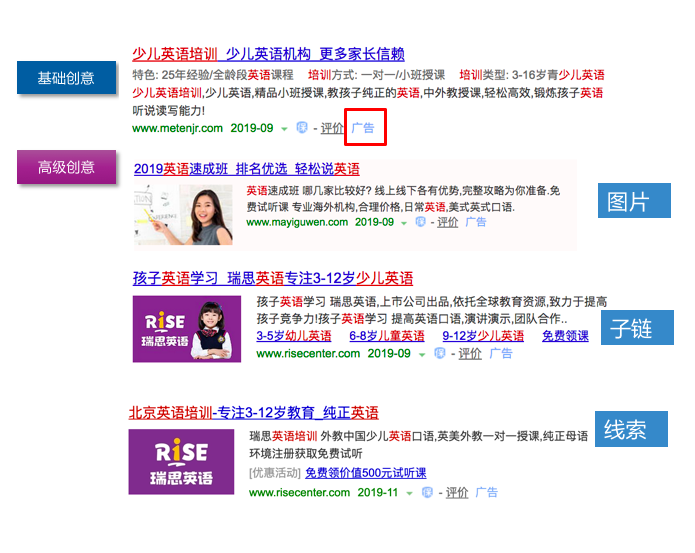 基础创意
少儿英语培训_少儿英语机构_更多家长信赖
特色: 25年经验/全龄段英语课程 培训方式: 一对一/小班授课 培训类型: 3-16岁青少儿英语
少儿英语培训,少儿英语,精品小班授课,教孩子纯正的英语,中外教授课,轻松高效,锻炼孩子英语
听说读写能力!
www.metenjr.com 2019-09 保 - 评价 广告
高级创意
2019英语速成班_排名优选_轻松说英语
英语速成班 哪几家比较好? 线上线下各有优势,完整攻略为你准备.免
费试听课 专业海外机构,合理价格,日常英语,美式英式口语.
www.mayiguwen.com 2019-09 保 - 评价 广告
图片
孩子英语学习_瑞思英语专注3-12岁少儿英语
RiSE
瑞思英语
孩子英语学习 瑞思英语,上市公司出品,依托全球教育资源,致力于提高
孩子竞争力!孩子英语学习 提高英语口语,演讲演示,团队合作..
3-5岁幼儿英语 6-8岁儿童英语 9-12岁少儿英语 免费领课
www.risecenter.com 2019-09 保 - 评价 广告
子链
北京英语培训-专注3-12岁教育_纯正英语
RiSE
瑞思英语
瑞思英语培训 外教中国少儿英语口语,英美外教一对一授课,纯正母语
环境注册获取免费试听
[优惠活动] 免费领价值500元试听课
www.risecenter.com 2019-11 保 - 评价 广告
线索